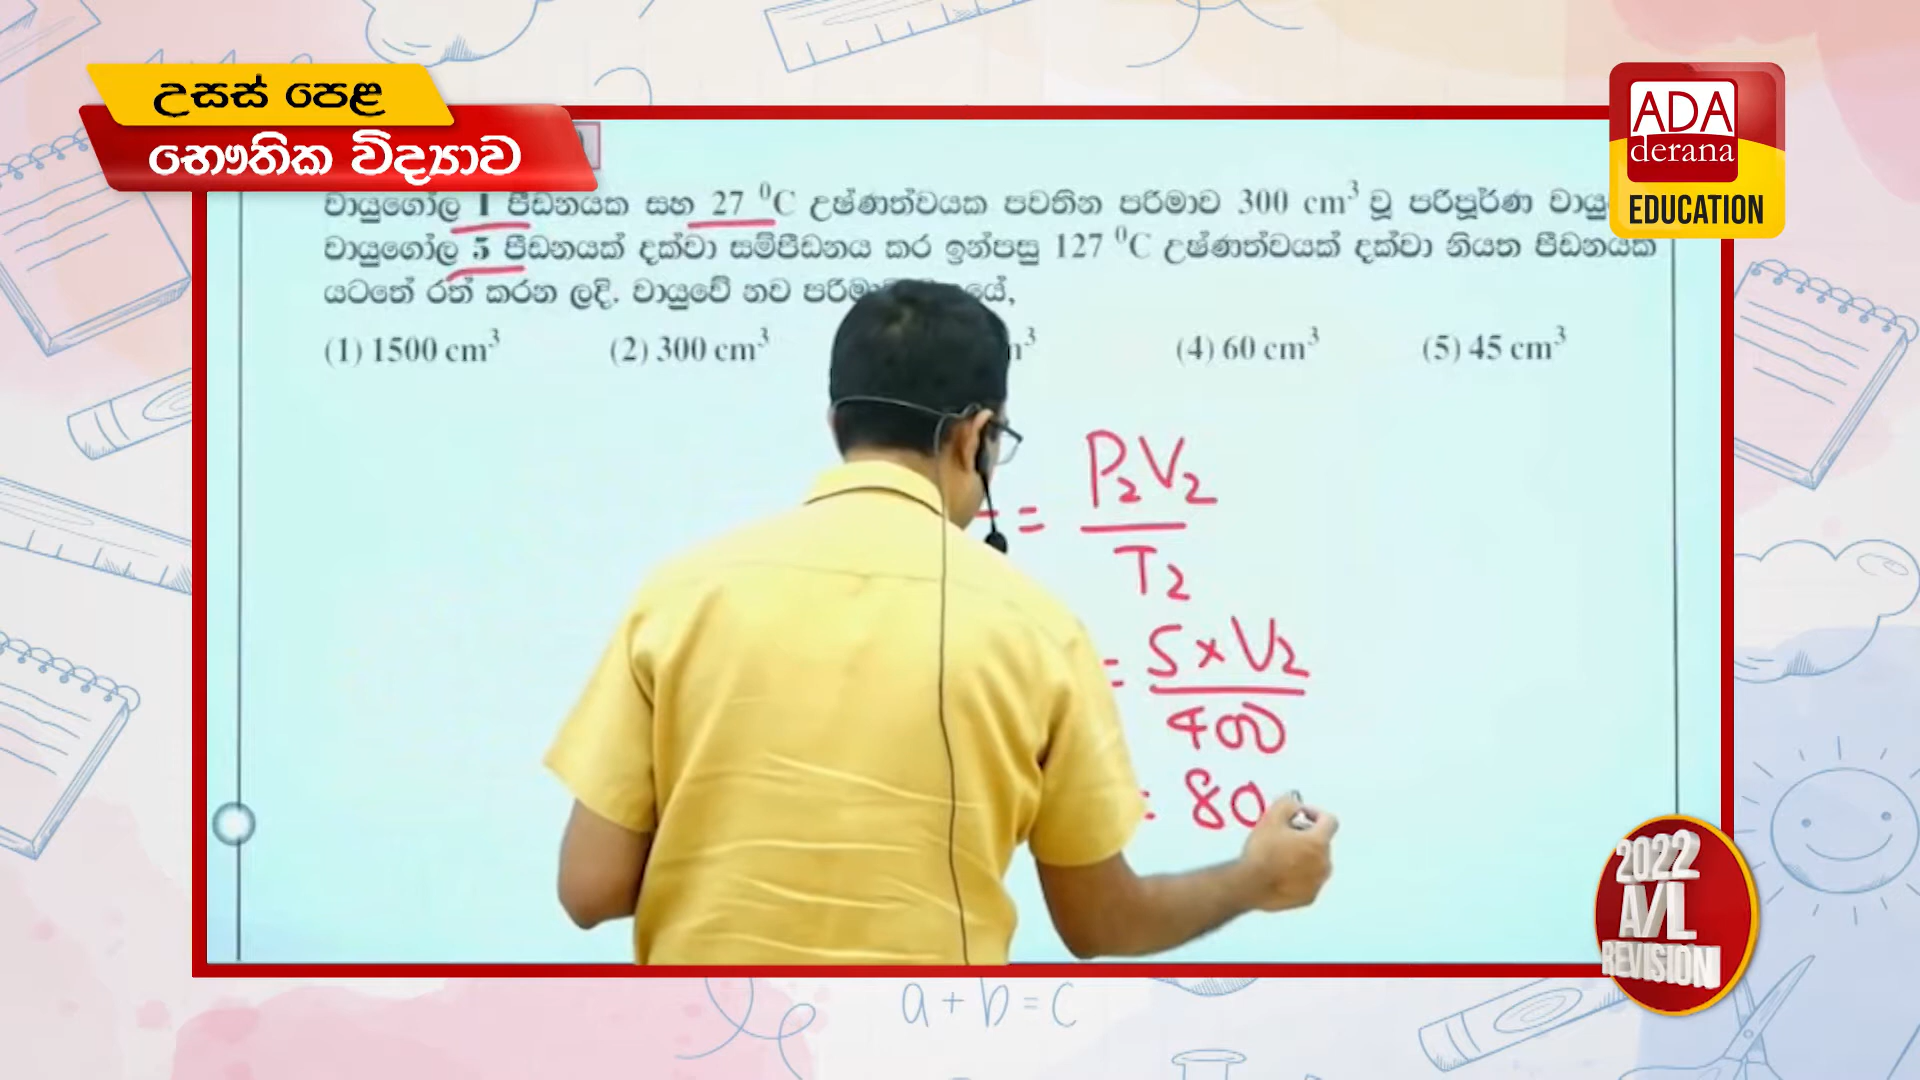 උසස් පෙළ
භෞතික විද්‍යාව
ADA
derana
EDUCATION
වායුගෝල 1 පීඩනයක සහ 27 ⁰C උෂ්ණත්වයක පවතින පරිමාව 300 cm³ වූ පරිපූර්ණ
වායුගෝල 5 පීඩනයක් දක්වා සම්පීඩනය කර ඉන්පසු 127 ⁰C උෂ්ණත්වයක් දක්වා නියත පීඩනයක
යටතේ රත් කරන ලදි. වායුවේ නව
(1) 1500 cm³ (2) 300 cm³ (4) 60 cm³ (5) 45 cm³
= P₂V₂
T₂
= 5 × V₂
400
= 80
2022
A/L
REVISION
a + b = c